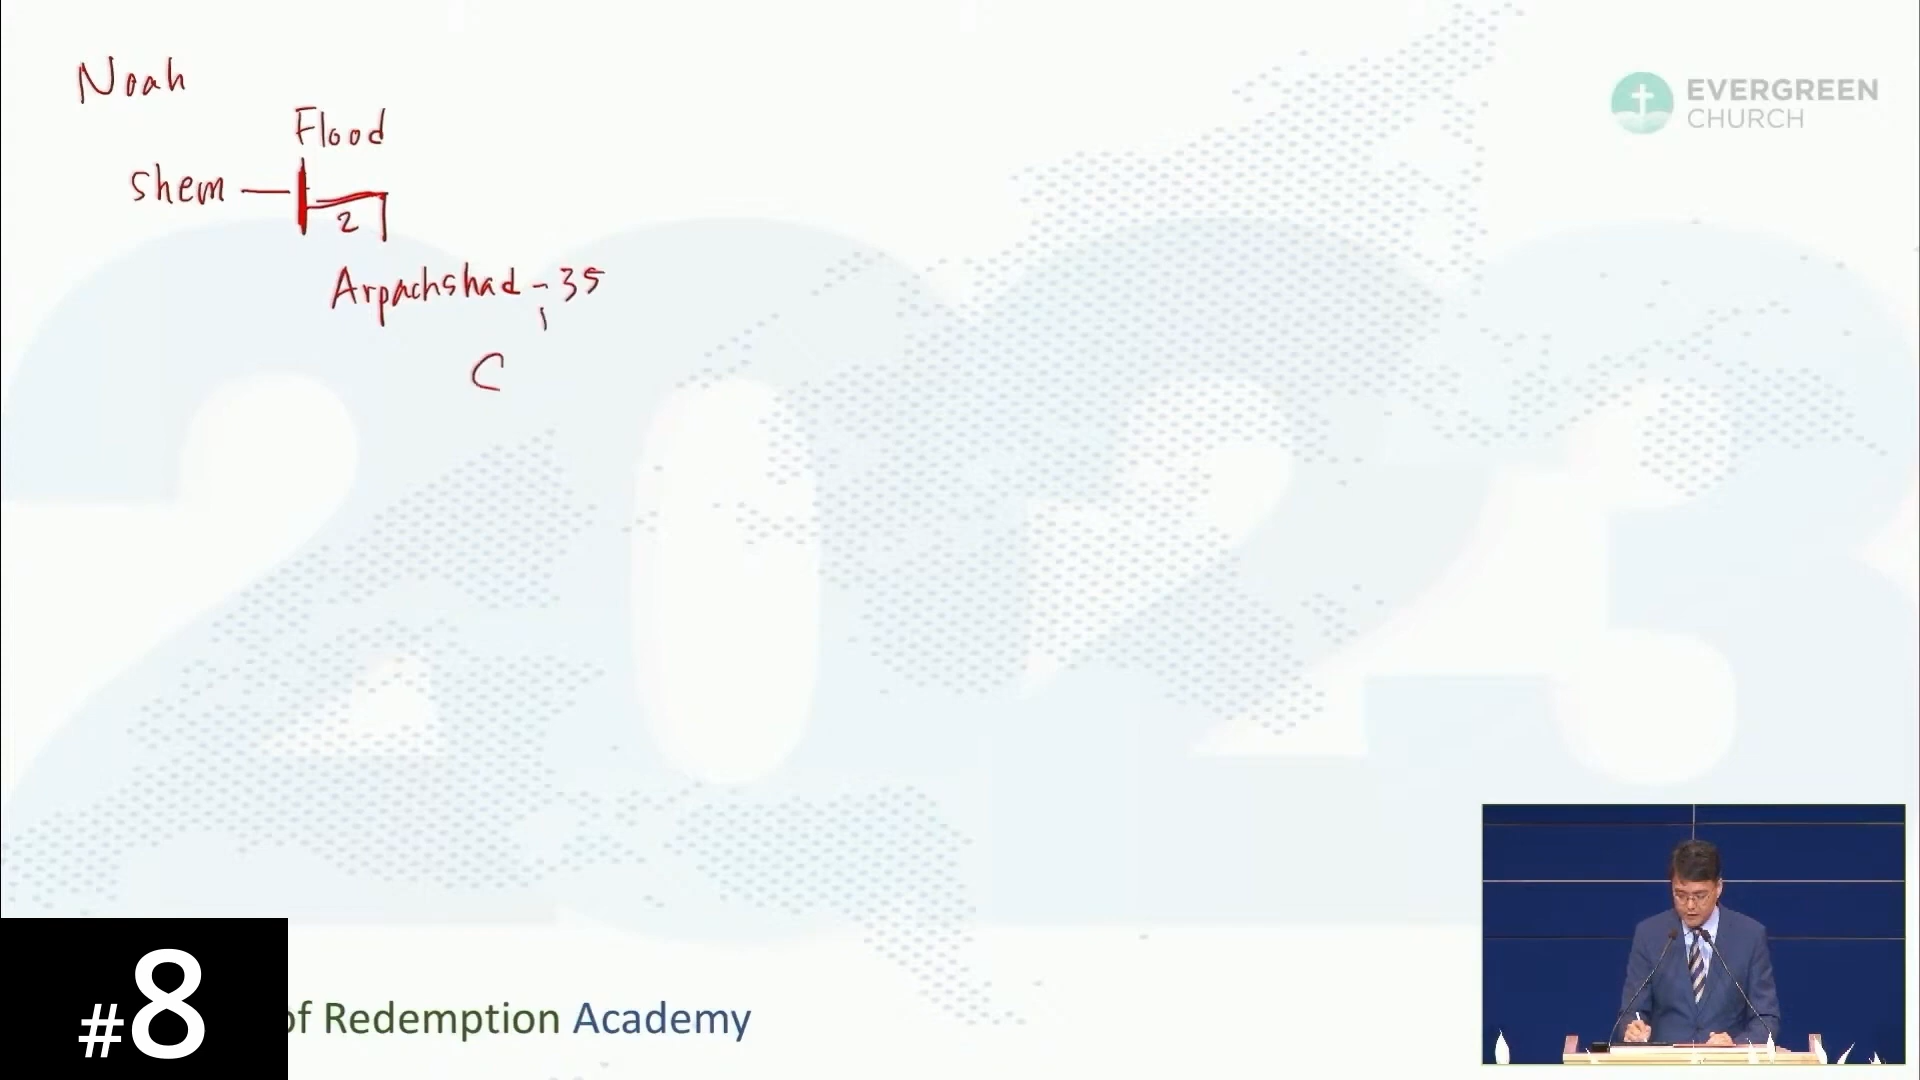 Noah
EVERGREEN
CHURCH
Flood
Shem —
2
Arpachshad - 35
C
#8
of Redemption Academy